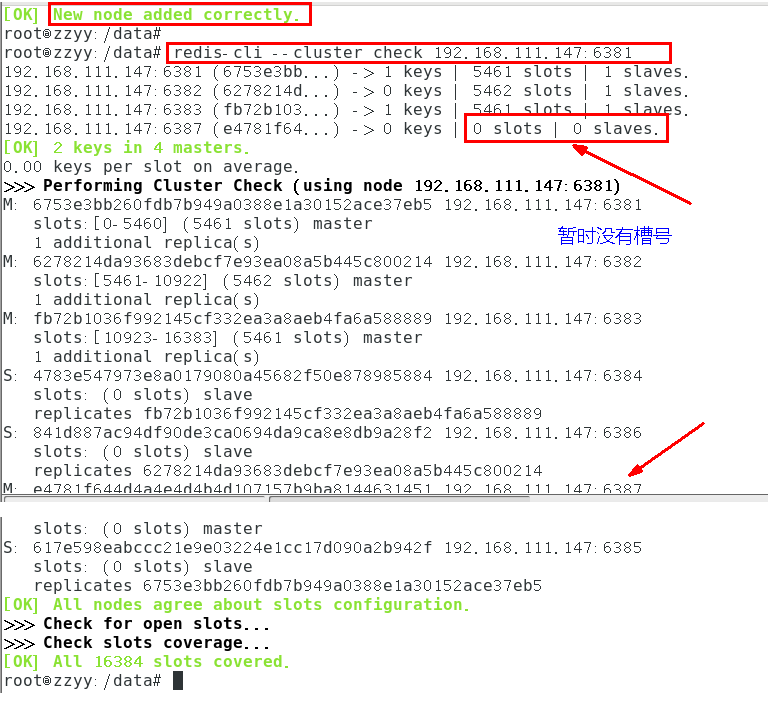 [OK] New node added correctly.
root@zzyy:/data#
root@zzyy:/data# redis-cli --cluster check 192.168.111.147:6381
192.168.111.147:6381 (6753e3bb...) -> 1 keys | 5461 slots | 1 slaves.
192.168.111.147:6382 (6278214d...) -> 0 keys | 5462 slots | 1 slaves.
192.168.111.147:6383 (fb72b103...) -> 1 keys | 5461 slots | 1 slaves.
192.168.111.147:6387 (e4781f64...) -> 0 keys | 0 slots | 0 slaves.
[OK] 2 keys in 4 masters.
0.00 keys per slot on average.
>>> Performing Cluster Check (using node 192.168.111.147:6381)
M: 6753e3bb260fdb7b949a0388e1a30152ace37eb5 192.168.111.147:6381
slots:[0-5460] (5461 slots) master
暂时没有槽号
1 additional replica(s)
M: 6278214da93683debcf7e93ea08a5b445c800214 192.168.111.147:6382
slots:[5461-10922] (5462 slots) master
1 additional replica(s)
M: fb72b1036f992145cf332ea3a8aeb4fa6a588889 192.168.111.147:6383
slots:[10923-16383] (5461 slots) master
1 additional replica(s)
S: 4783e547973e8a0179080a45682f50e878985884 192.168.111.147:6384
slots: (0 slots) slave
replicates fb72b1036f992145cf332ea3a8aeb4fa6a588889
S: 841d887ac94df90de3ca0694da9ca8e8db9a28f2 192.168.111.147:6386
slots: (0 slots) slave
replicates 6278214da93683debcf7e93ea08a5b445c800214
M: e4781f644d4a4e4d4b4d107157b9ba8144631451 192.168.111.147:6387
slots: (0 slots) master
S: 617e598eabccc21e9e03224e1cc17d090a2b942f 192.168.111.147:6385
slots: (0 slots) slave
replicates 6753e3bb260fdb7b949a0388e1a30152ace37eb5
[OK] All nodes agree about slots configuration.
>>> Check for open slots...
>>> Check slots coverage...
[OK] All 16384 slots covered.
root@zzyy:/data#